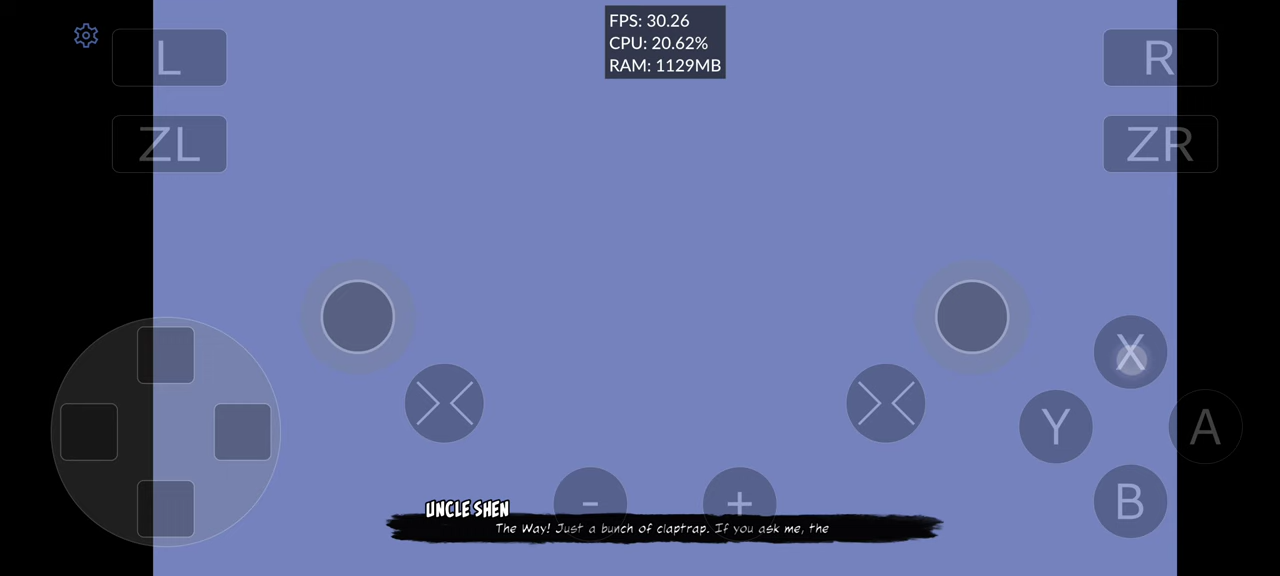 FPS: 30.26
CPU: 20.62%
RAM: 1129MB
L
R
ZL
ZR
X
Y
A
B
-
+
UNCLE SHEN
The Way! Just a bunch of claptrap. If you ask me, the